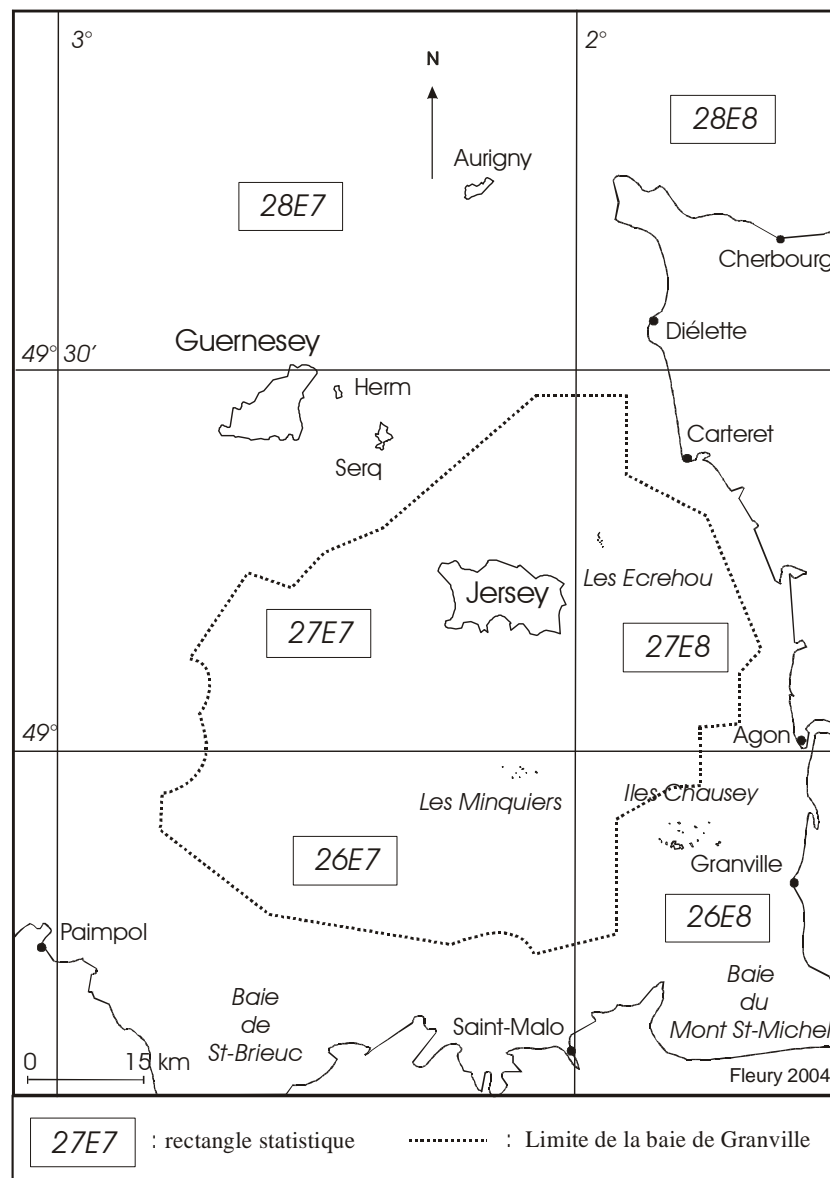 3°
2°
N
28E8
Aurigny
28E7
Cherbourg
Diélette
Guernesey
49° 30'
Herm
Carteret
Serq
Les Ecrehou
Jersey
27E7
27E8
49°
Agon
Les Minquiers
Iles Chausey
26E7
Granville
26E8
Paimpol
Baie
du
Mont St-Michel
Baie
de
St-Brieuc
Saint-Malo
0 15 km
Fleury 2004
27E7 : rectangle statistique : Limite de la baie de Granville